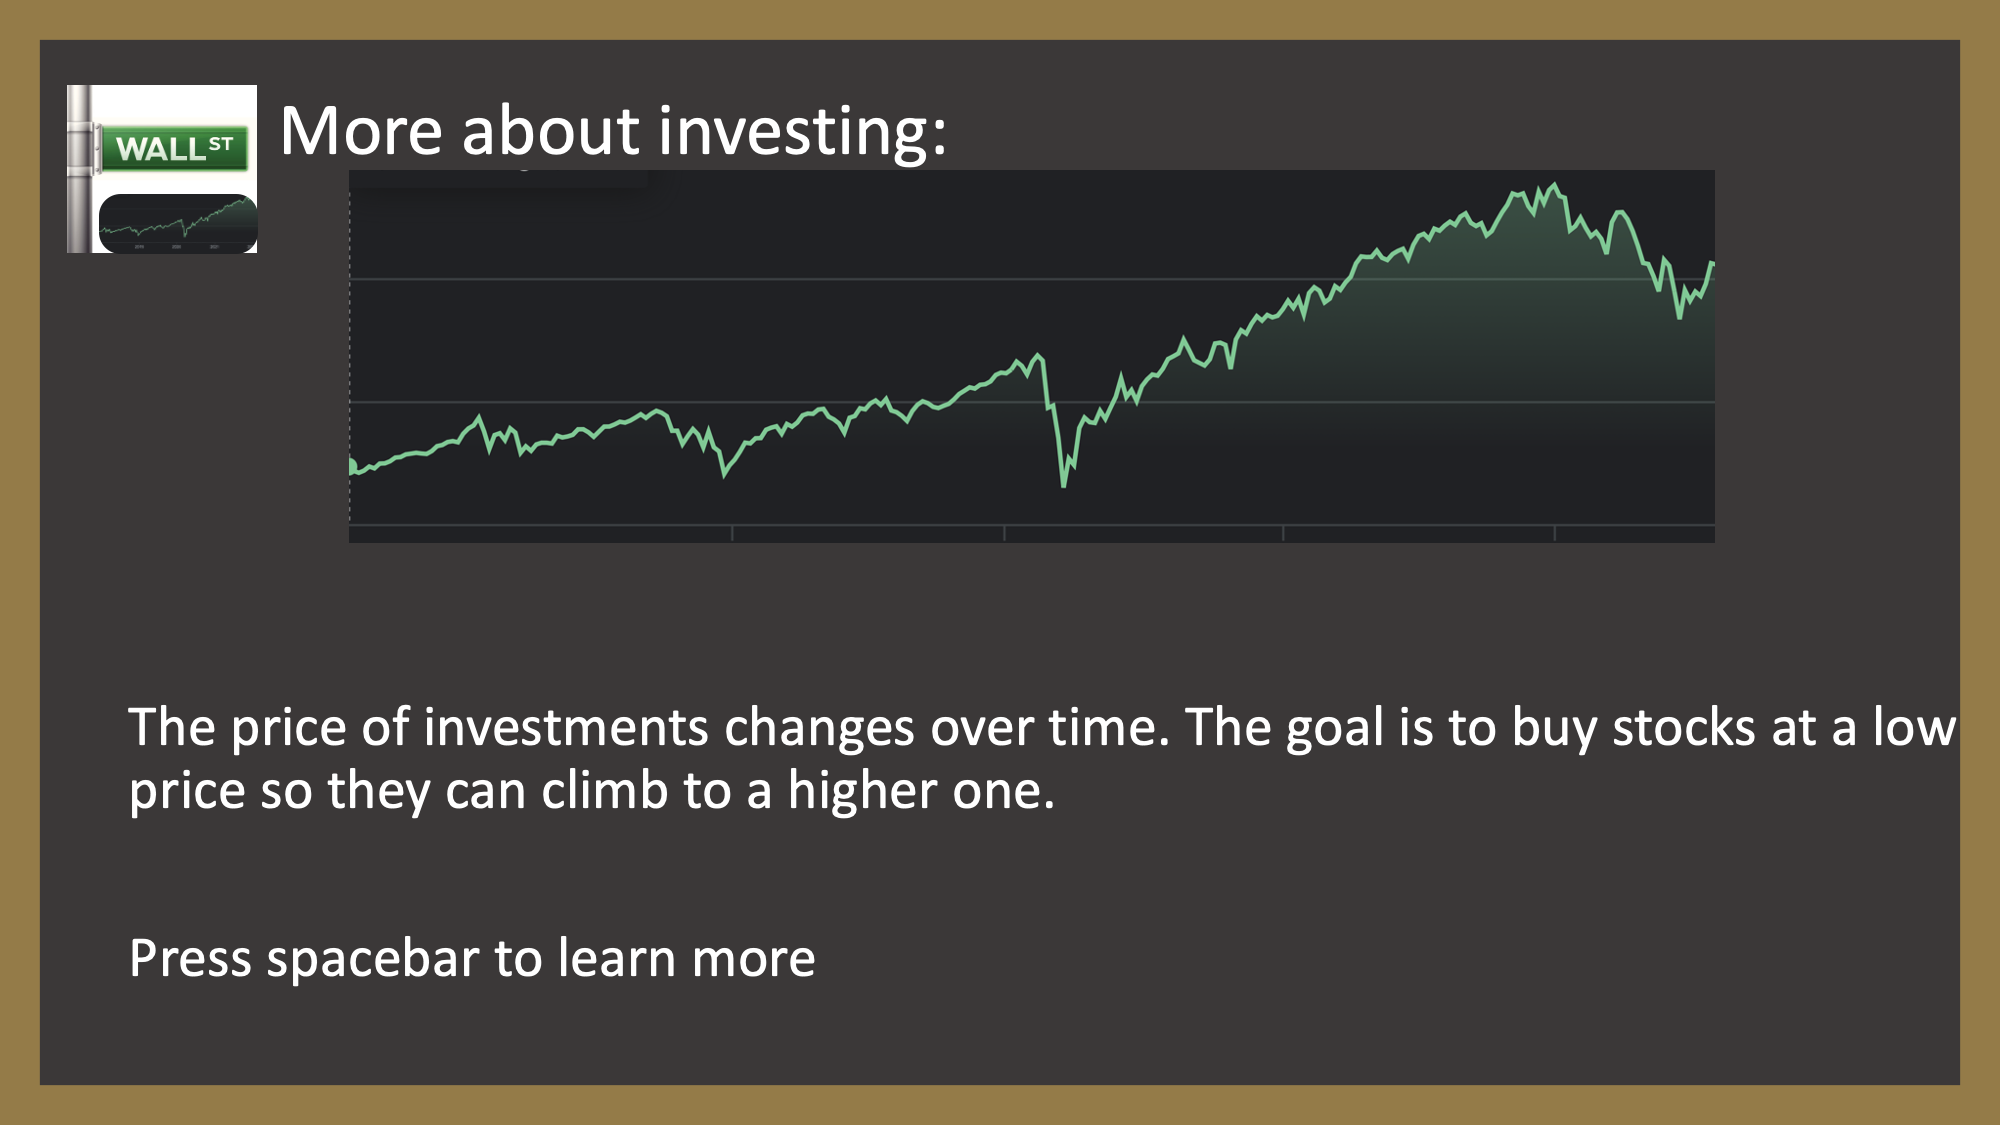 WALL ST
More about investing:
The price of investments changes over time. The goal is to buy stocks at a low
price so they can climb to a higher one.
Press spacebar to learn more